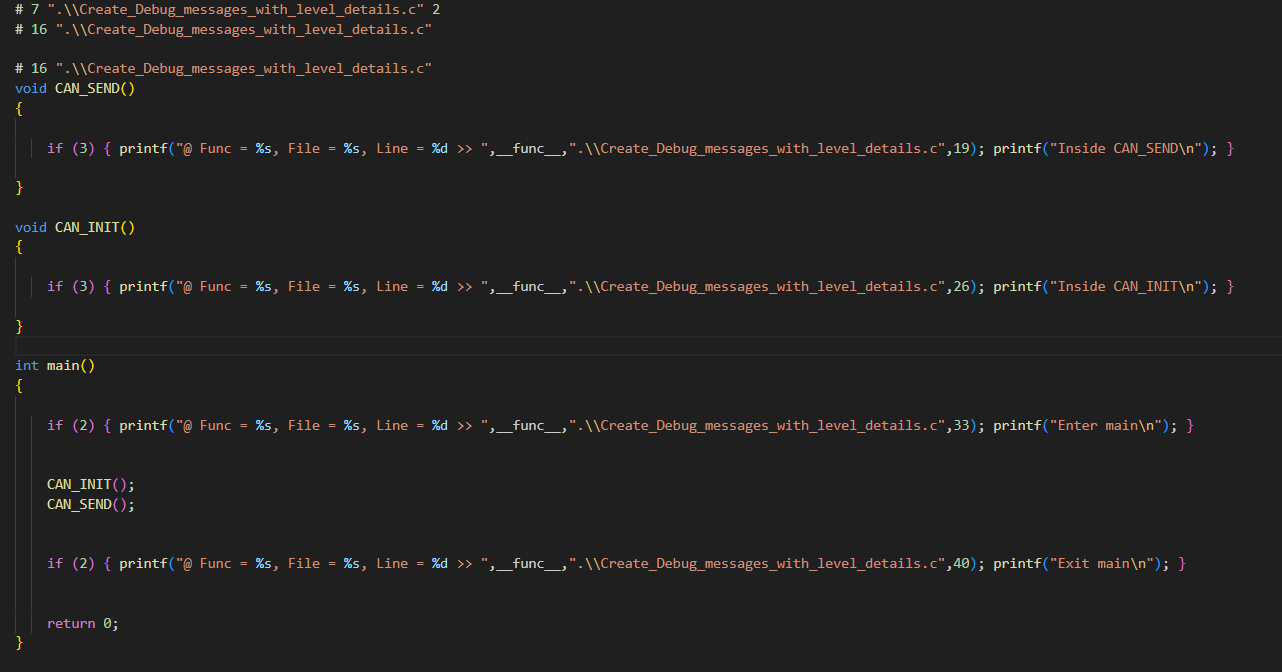 # 7 ".\\Create_Debug_messages_with_level_details.c" 2
# 16 ".\\Create_Debug_messages_with_level_details.c"
# 16 ".\\Create_Debug_messages_with_level_details.c"
void CAN_SEND()
{
if (3) { printf("@ Func = %s, File = %s, Line = %d >> ",__func__,".\\Create_Debug_messages_with_level_details.c",19); printf("Inside CAN_SEND\n"); }
}
void CAN_INIT()
{
if (3) { printf("@ Func = %s, File = %s, Line = %d >> ",__func__,".\\Create_Debug_messages_with_level_details.c",26); printf("Inside CAN_INIT\n"); }
}
int main()
{
if (2) { printf("@ Func = %s, File = %s, Line = %d >> ",__func__,".\\Create_Debug_messages_with_level_details.c",33); printf("Enter main\n"); }
CAN_INIT();
CAN_SEND();
if (2) { printf("@ Func = %s, File = %s, Line = %d >> ",__func__,".\\Create_Debug_messages_with_level_details.c",40); printf("Exit main\n"); }
return 0;
}